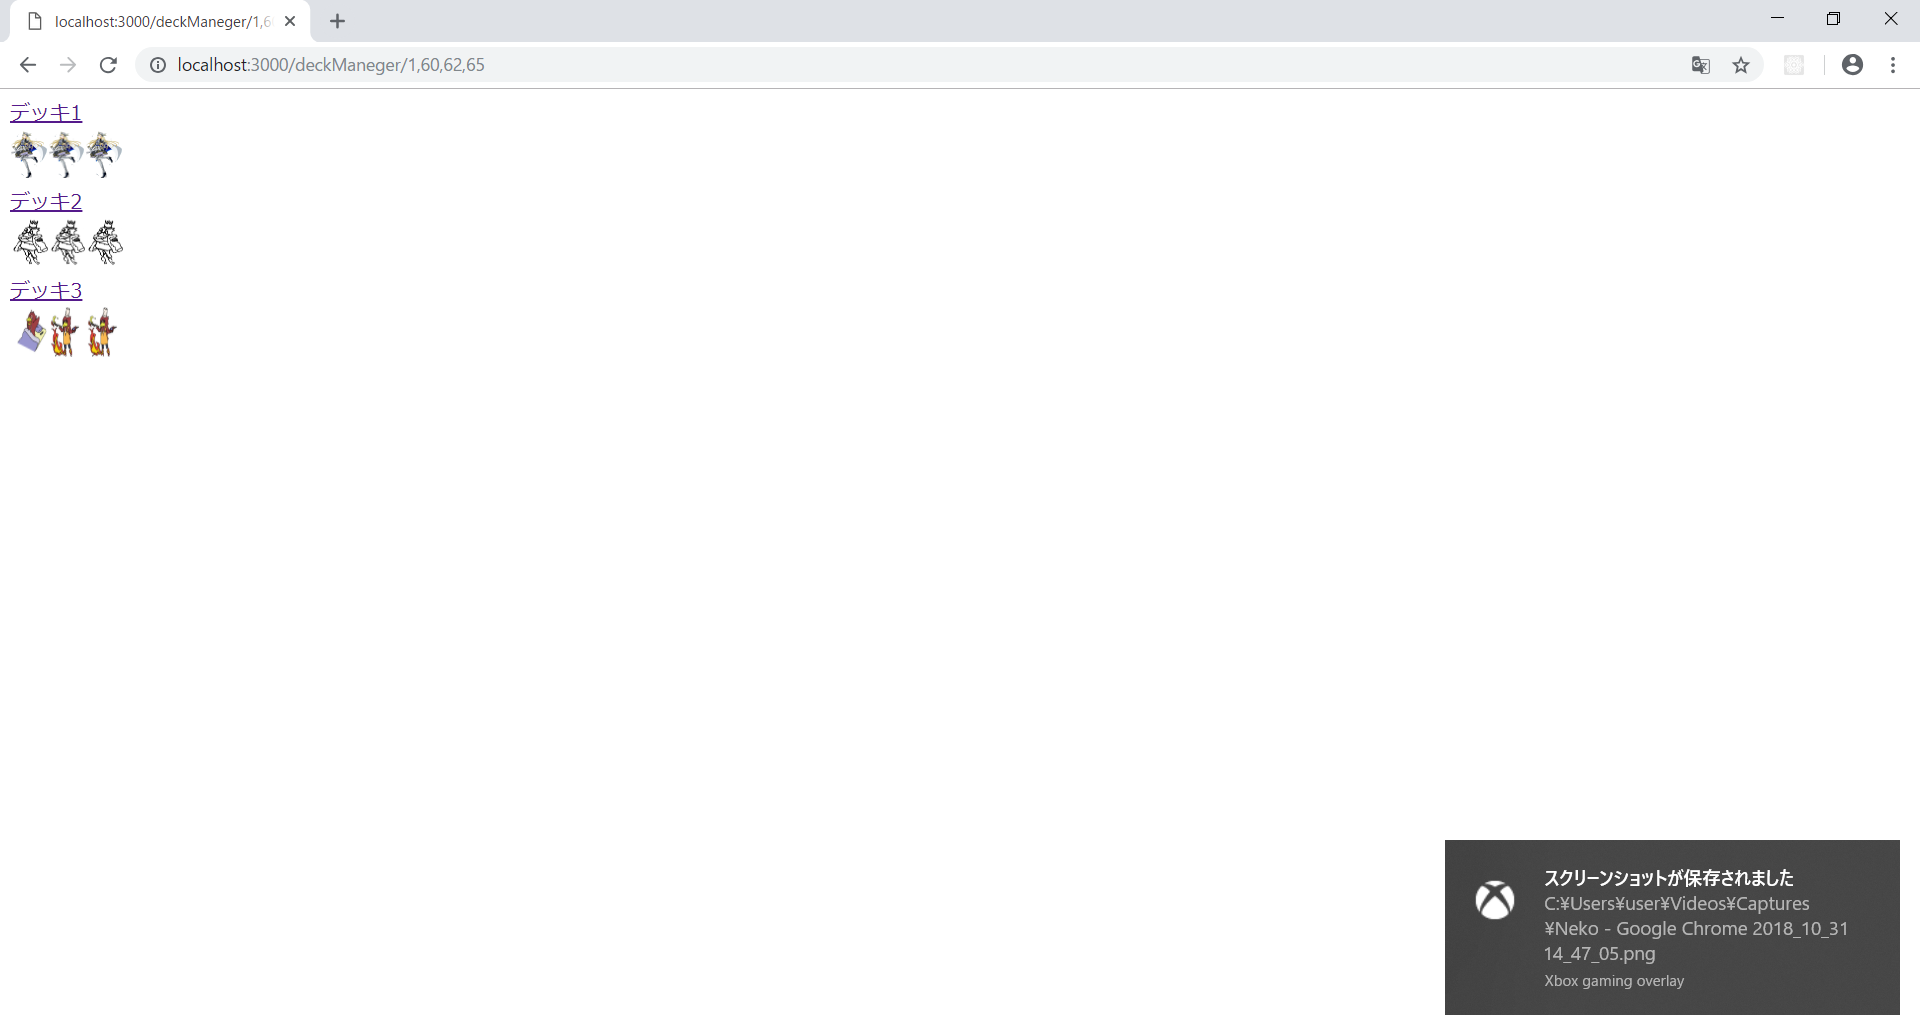 localhost:3000/deckManeger/1,6
localhost:3000/deckManeger/1,60,62,65
デッキ1
デッキ2
デッキ3
スクリーンショットが保存されました
C:¥Users¥user¥Videos¥Captures
¥Neko - Google Chrome 2018_10_31
14_47_05.png
Xbox gaming overlay